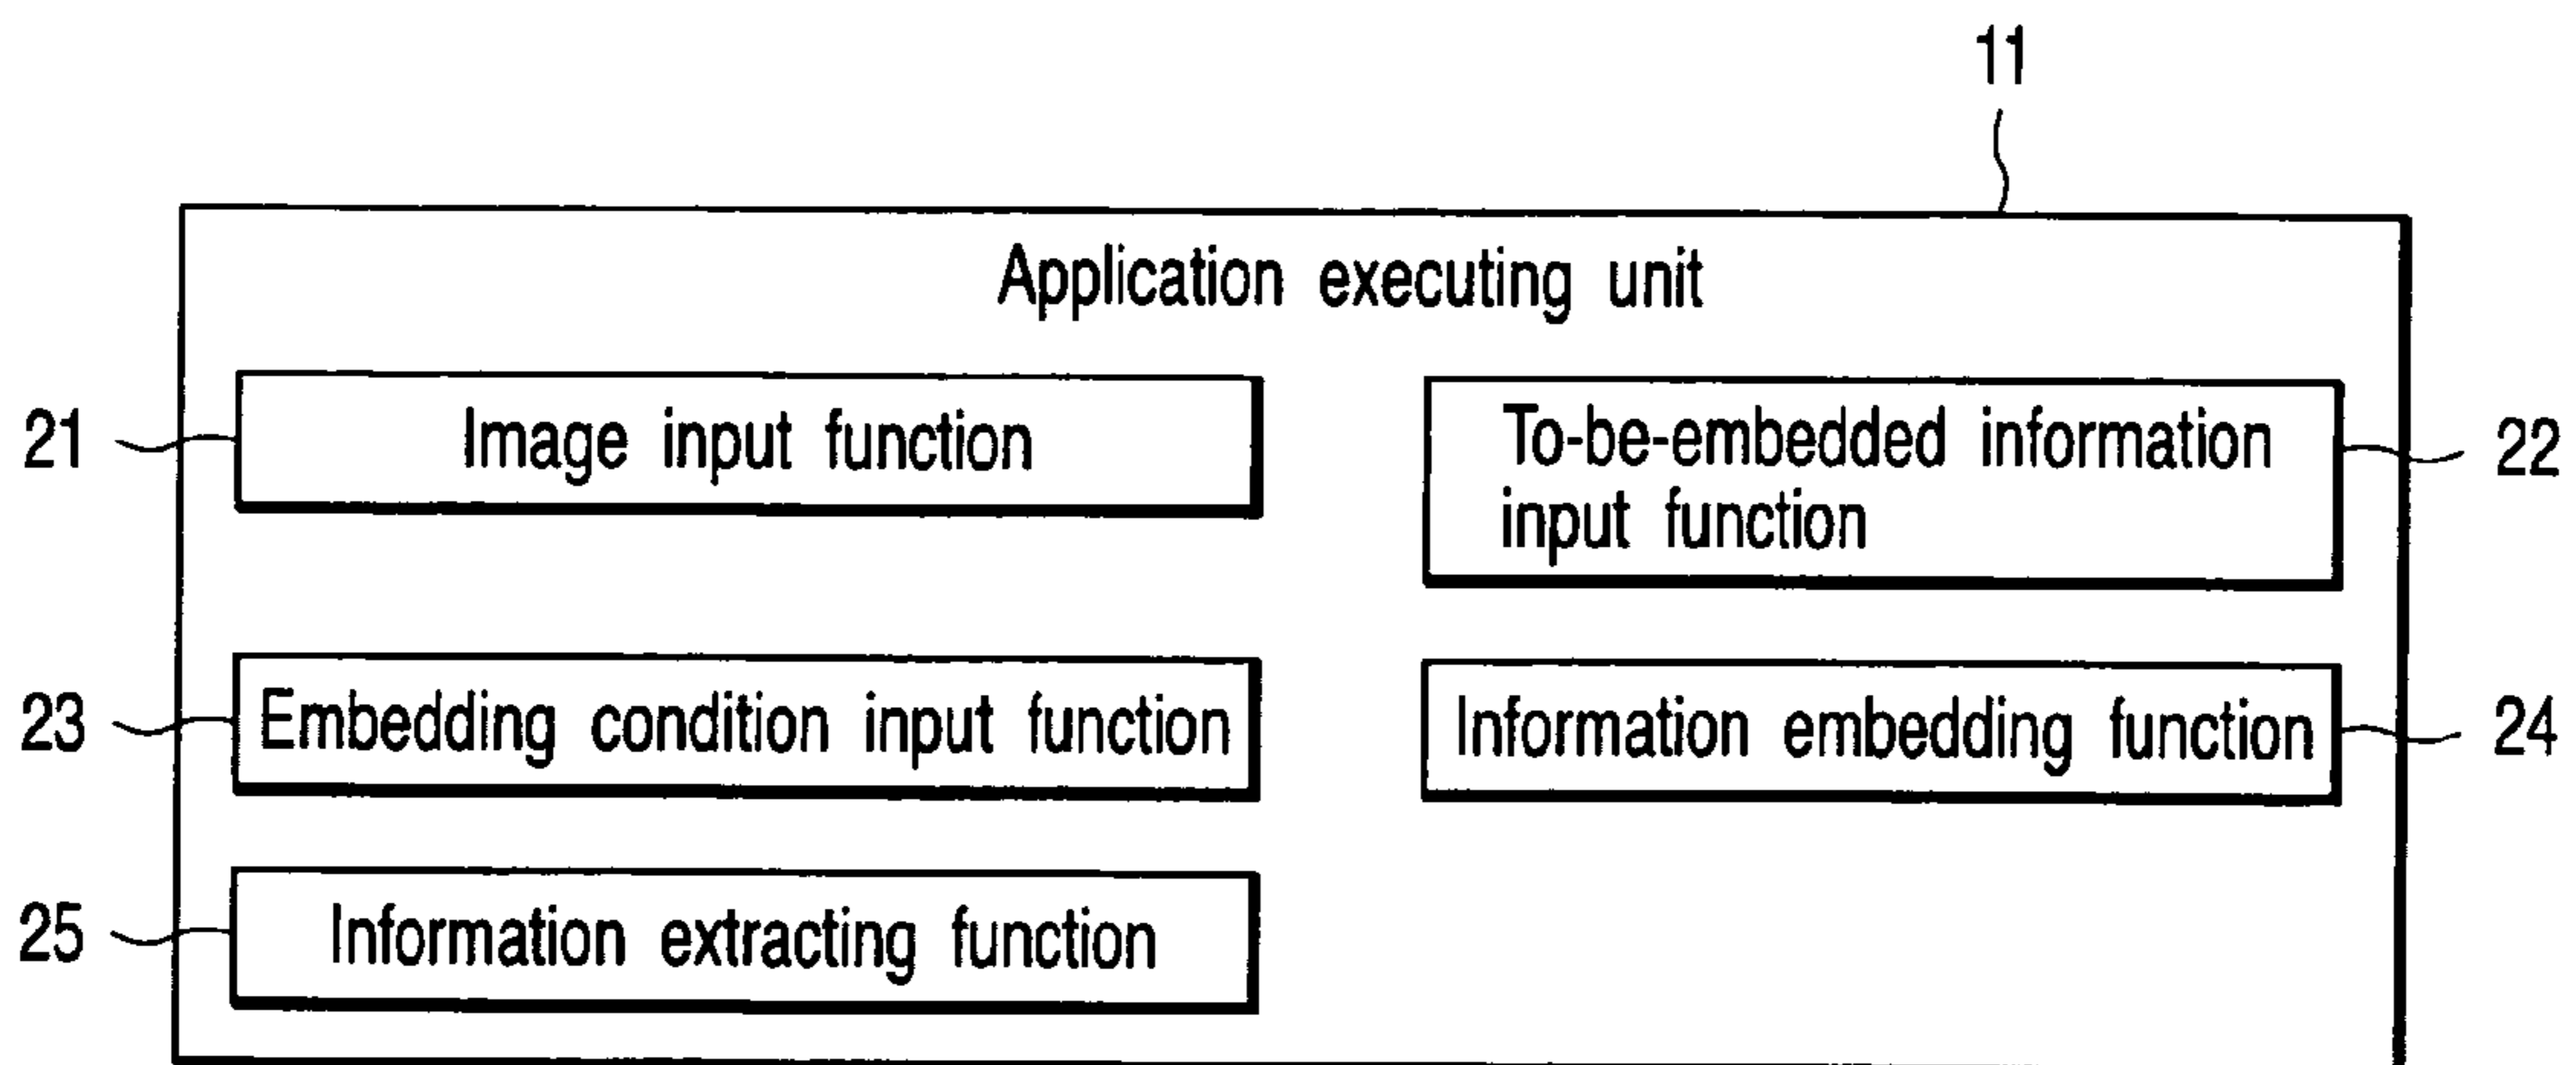 11
Application executing unit
21
Image input function
To-be-embedded information
input function
22
23
Embedding condition input function
Information embedding function
24
25
Information extracting function